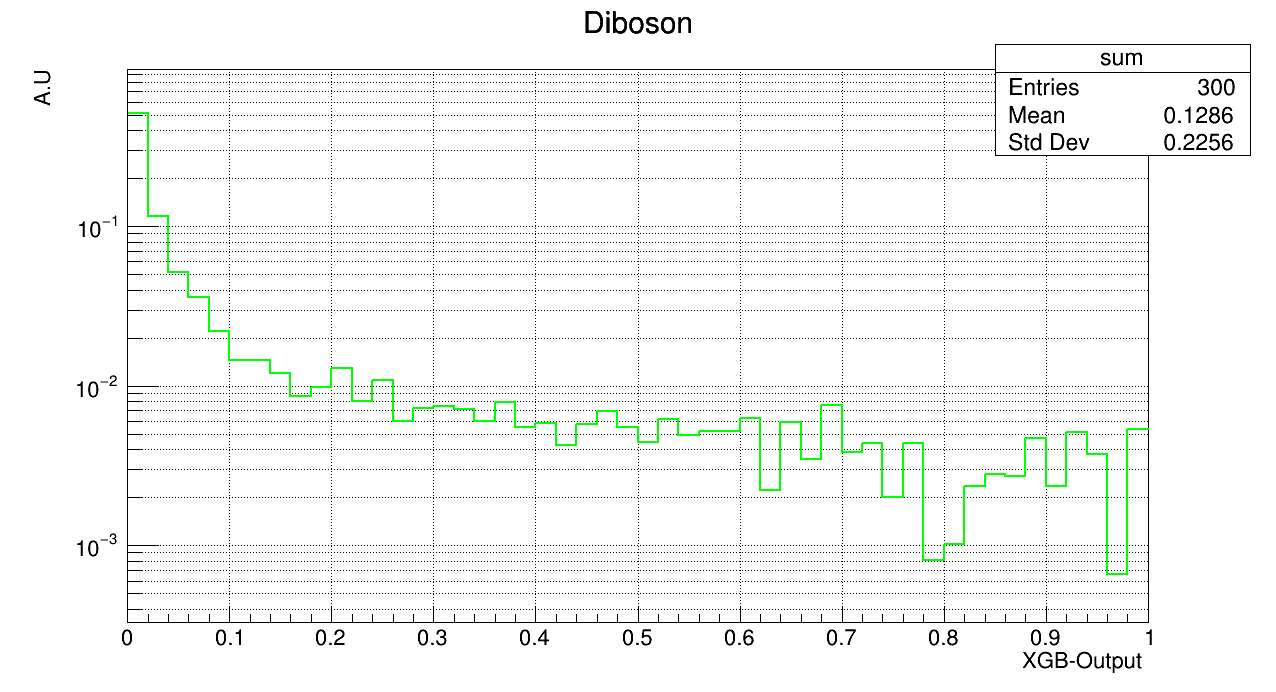 Diboson
A.U
sum
Entries 300
Mean 0.1286
Std Dev 0.2256
10⁻¹
10⁻²
10⁻³
0 0.1 0.2 0.3 0.4 0.5 0.6 0.7 0.8 0.9 1
XGB-Output